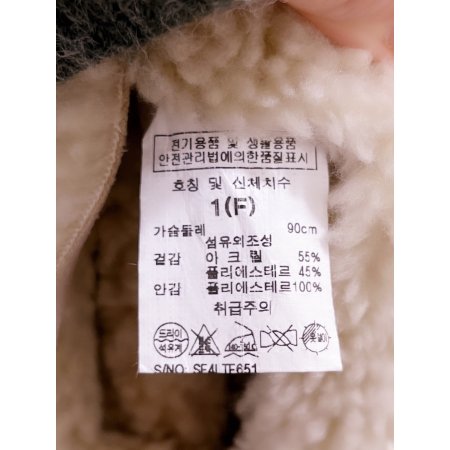 전기용품 및 생활용품
안전관리법에의한품질표시
호칭 및 신체치수
1(F)
가슴둘레 90cm
섬유의조성
겉감 아크릴 55%
폴리에스테르 45%
안감 폴리에스테르100%
취급주의
드라이
석유계
S/NO: SE4LTE651